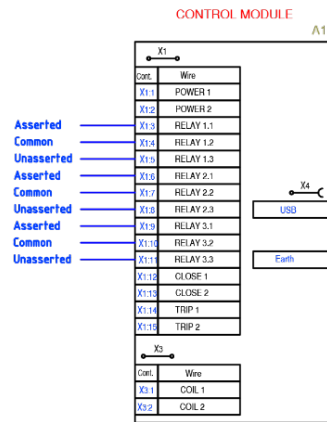 CONTROL MODULE
A1
X1
Cont. Wire
X1:1 POWER 1
X1:2 POWER 2
Asserted X1:3 RELAY 1.1
Common X1:4 RELAY 1.2
Unasserted X1:5 RELAY 1.3
Asserted X1:6 RELAY 2.1
Common X1:7 RELAY 2.2
Unasserted X1:8 RELAY 2.3
Asserted X1:9 RELAY 3.1
Common X1:10 RELAY 3.2
Unasserted X1:11 RELAY 3.3
X1:12 CLOSE 1
X1:13 CLOSE 2
X1:14 TRIP 1
X1:15 TRIP 2
X4
USB
Earth
X3
Cont. Wire
X3:1 COIL 1
X3:2 COIL 2